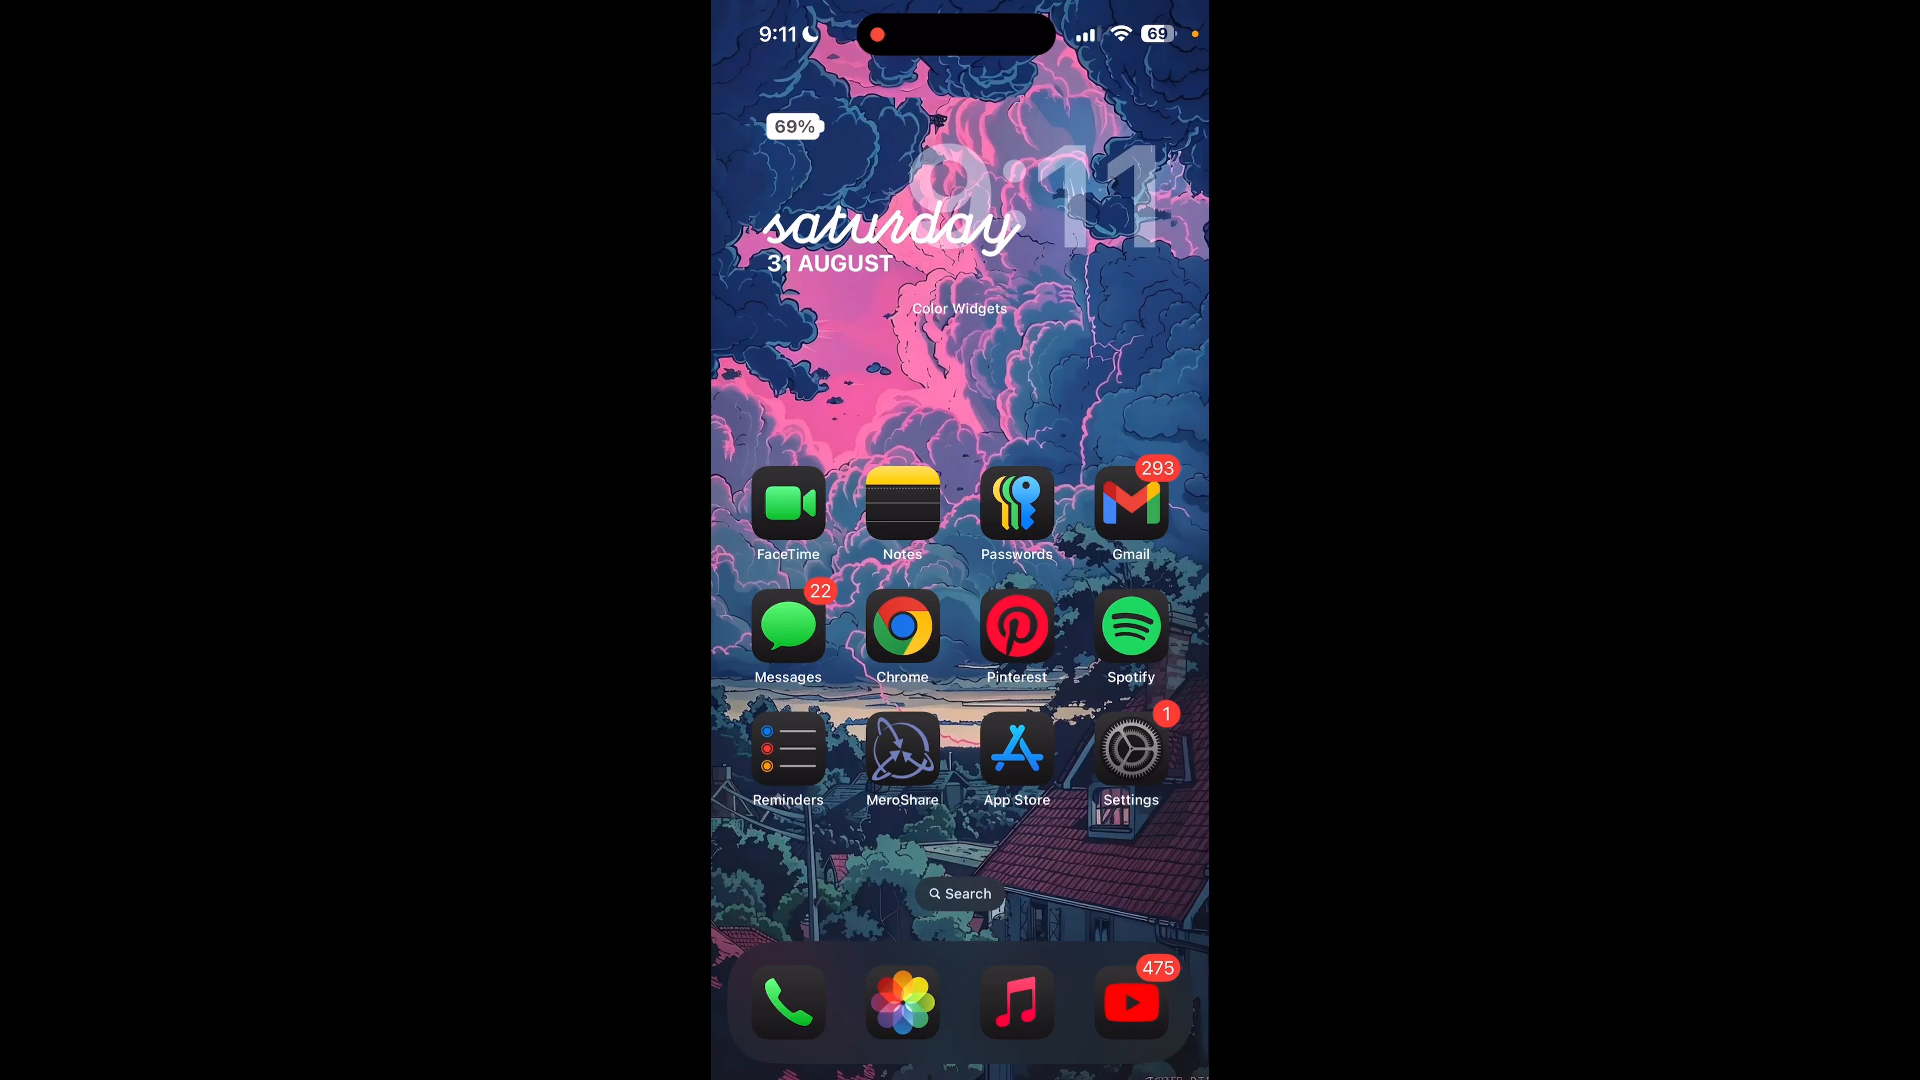 9:11
69
69%
9:11
saturday
31 AUGUST
Color Widgets
293
FaceTime
Notes
Passwords
Gmail
22
Messages
Chrome
Pinterest
Spotify
1
Reminders
MeroShare
App Store
Settings
Search
475